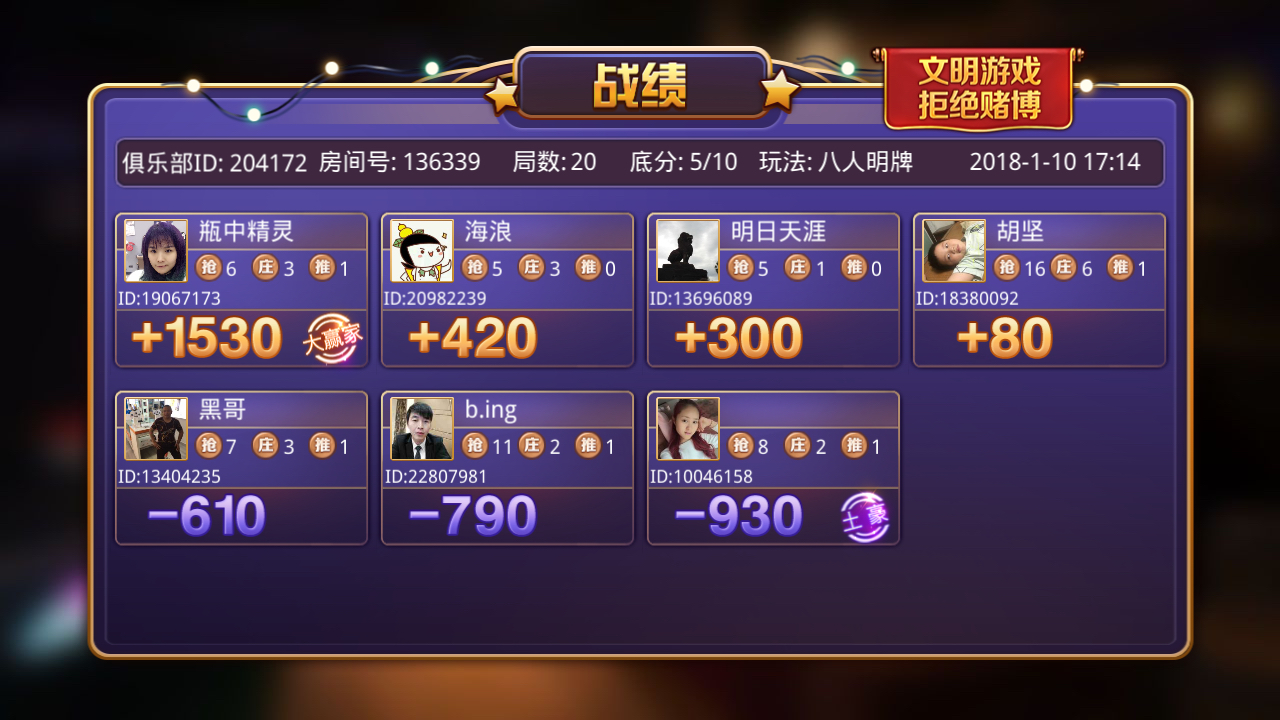 战绩
文明游戏
拒绝赌博
俱乐部ID: 204172 房间号: 136339 局数: 20 底分: 5/10 玩法: 八人明牌 2018-1-10 17:14
瓶中精灵
抢 6 庄 3 推 1
ID:19067173
+1530 大赢家
海浪
抢 5 庄 3 推 0
ID:20982239
+420
明日天涯
抢 5 庄 1 推 0
ID:13696089
+300
胡坚
抢 16 庄 6 推 1
ID:18380092
+80
黑哥
抢 7 庄 3 推 1
ID:13404235
-610
b.ing
抢 11 庄 2 推 1
ID:22807981
-790
抢 8 庄 2 推 1
ID:10046158
-930 土豪